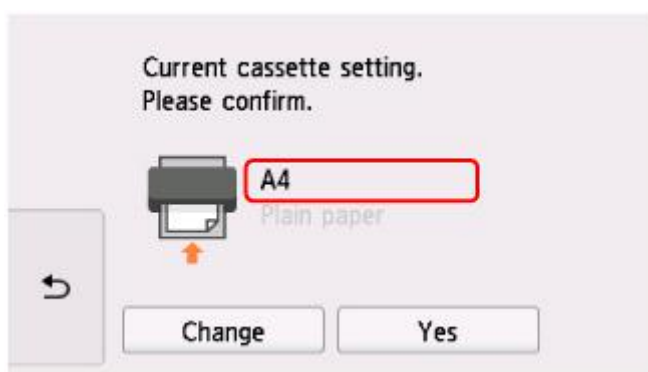 Current cassette setting.
Please confirm.
A4
Plain paper
Change
Yes